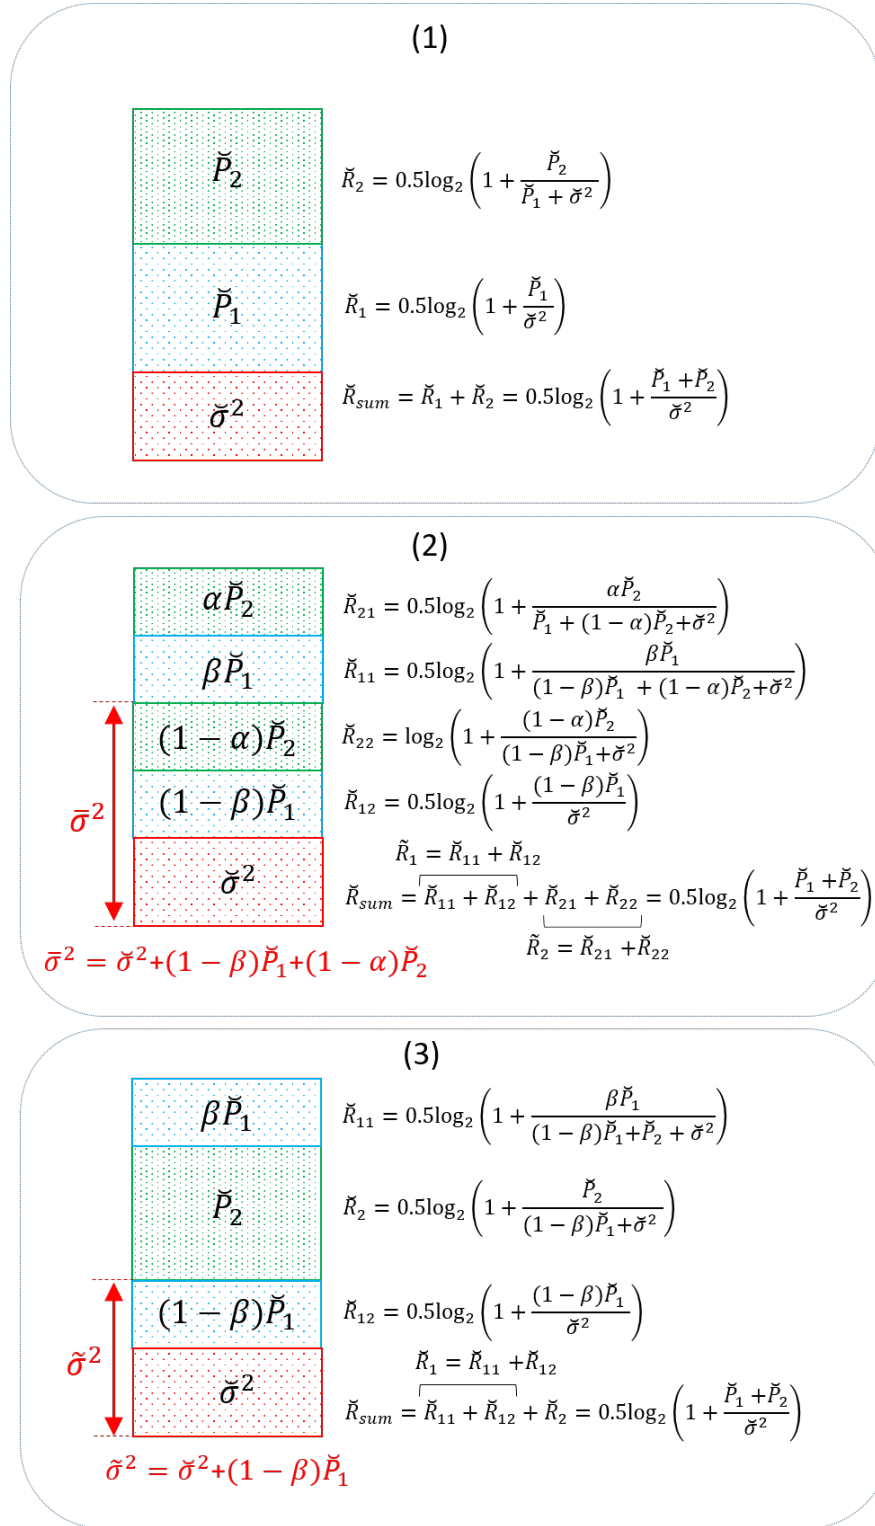 (1)
P̆₂
R̆₂ = 0.5log₂(1 + P̆₂/(P̆₁ + σ̆²))
P̆₁
R̆₁ = 0.5log₂(1 + P̆₁/σ̆²)
σ̆²
R̆sum = R̆₁ + R̆₂ = 0.5log₂(1 + (P̆₁ + P̆₂)/σ̆²)
(2)
αP̆₂
R̆₂₁ = 0.5log₂(1 + αP̆₂/(P̆₁ + (1 − α)P̆₂+σ̆²))
βP̆₁
R̆₁₁ = 0.5log₂(1 + βP̆₁/((1 − β)P̆₁ + (1 − α)P̆₂+σ̆²))
(1 − α)P̆₂
R̆₂₂ = log₂(1 + (1 − α)P̆₂/((1 − β)P̆₁+σ̆²))
(1 − β)P̆₁
R̆₁₂ = 0.5log₂(1 + (1 − β)P̆₁/σ̆²)
σ̄²
R̃₁ = R̆₁₁ + R̆₁₂
σ̆²
R̆sum = R̆₁₁ + R̆₁₂ + R̆₂₁ + R̆₂₂ = 0.5log₂(1 + (P̆₁ + P̆₂)/σ̆²)
R̃₂ = R̆₂₁ + R̆₂₂
σ̄² = σ̆²+(1 − β)P̆₁+(1 − α)P̆₂
(3)
βP̆₁
R̆₁₁ = 0.5log₂(1 + βP̆₁/((1 − β)P̆₁+P̆₂ + σ̆²))
P̆₂
R̆₂ = 0.5log₂(1 + P̆₂/((1 − β)P̆₁+σ̆²))
(1 − β)P̆₁
R̆₁₂ = 0.5log₂(1 + (1 − β)P̆₁/σ̆²)
σ̃²
R̆₁ = R̆₁₁ + R̆₁₂
σ̆²
R̆sum = R̆₁₁ + R̆₁₂ + R̆₂ = 0.5log₂(1 + (P̆₁ + P̆₂)/σ̆²)
σ̃² = σ̆²+(1 − β)P̆₁